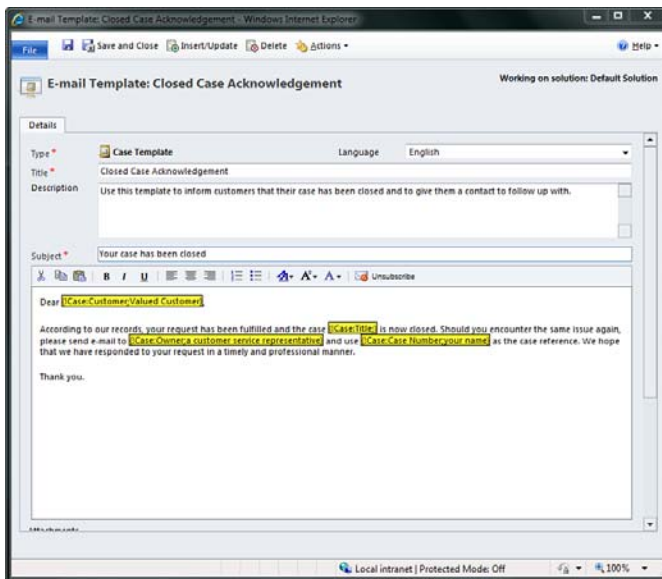 E-mail Template: Closed Case Acknowledgement - Windows Internet Explorer
File Save and Close Insert/Update Delete Actions Help
E-mail Template: Closed Case Acknowledgement Working on solution: Default Solution
Details
Type * Case Template Language English
Title * Closed Case Acknowledgement
Description Use this template to inform customers that their case has been closed and to give them a contact to follow up with.
Subject * Your case has been closed
B I U A A A Unsubscribe
Dear {!Case:Customer;Valued Customer},
According to our records, your request has been fulfilled and the case {!Case:Title;} is now closed. Should you encounter the same issue again,
please send e-mail to {!Case:Owner;a customer service representative} and use {!Case:Case Number;your name} as the case reference. We hope
that we have responded to your request in a timely and professional manner.
Thank you.
Attachments
Local intranet | Protected Mode: Off 100%